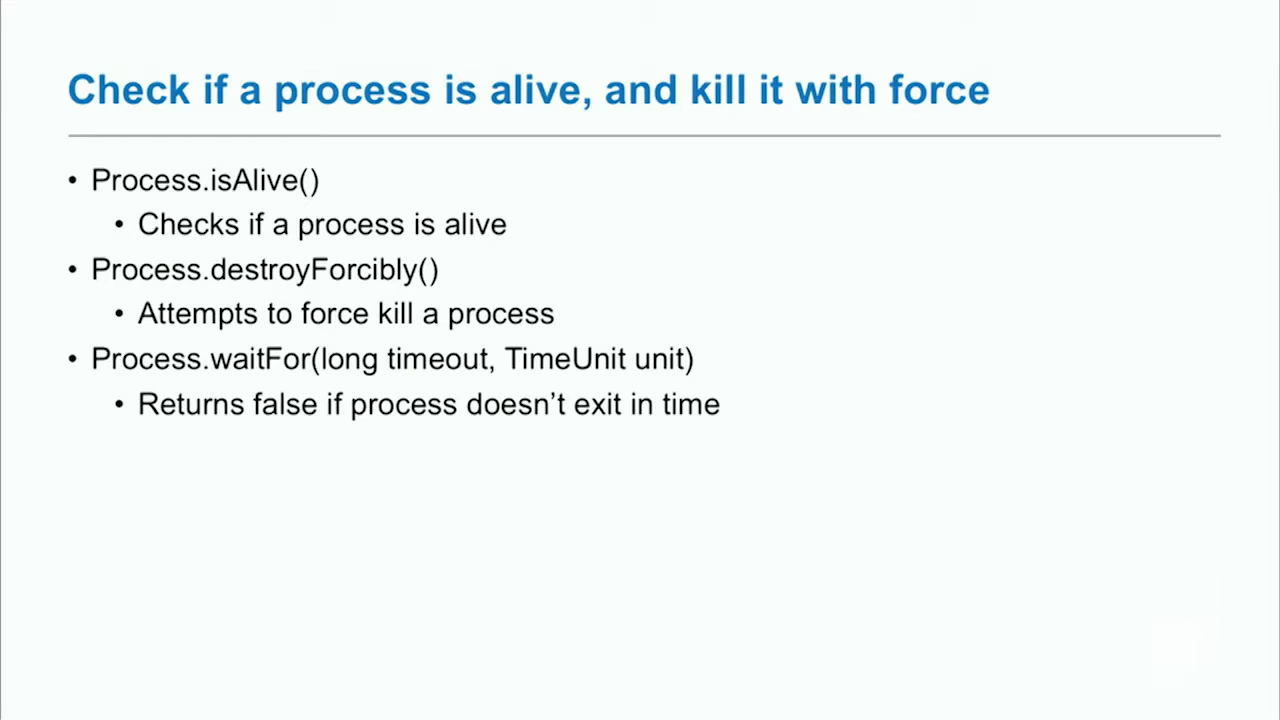 Check if a process is alive, and kill it with force
• Process.isAlive()
• Checks if a process is alive
• Process.destroyForcibly()
• Attempts to force kill a process
• Process.waitFor(long timeout, TimeUnit unit)
• Returns false if process doesn’t exit in time